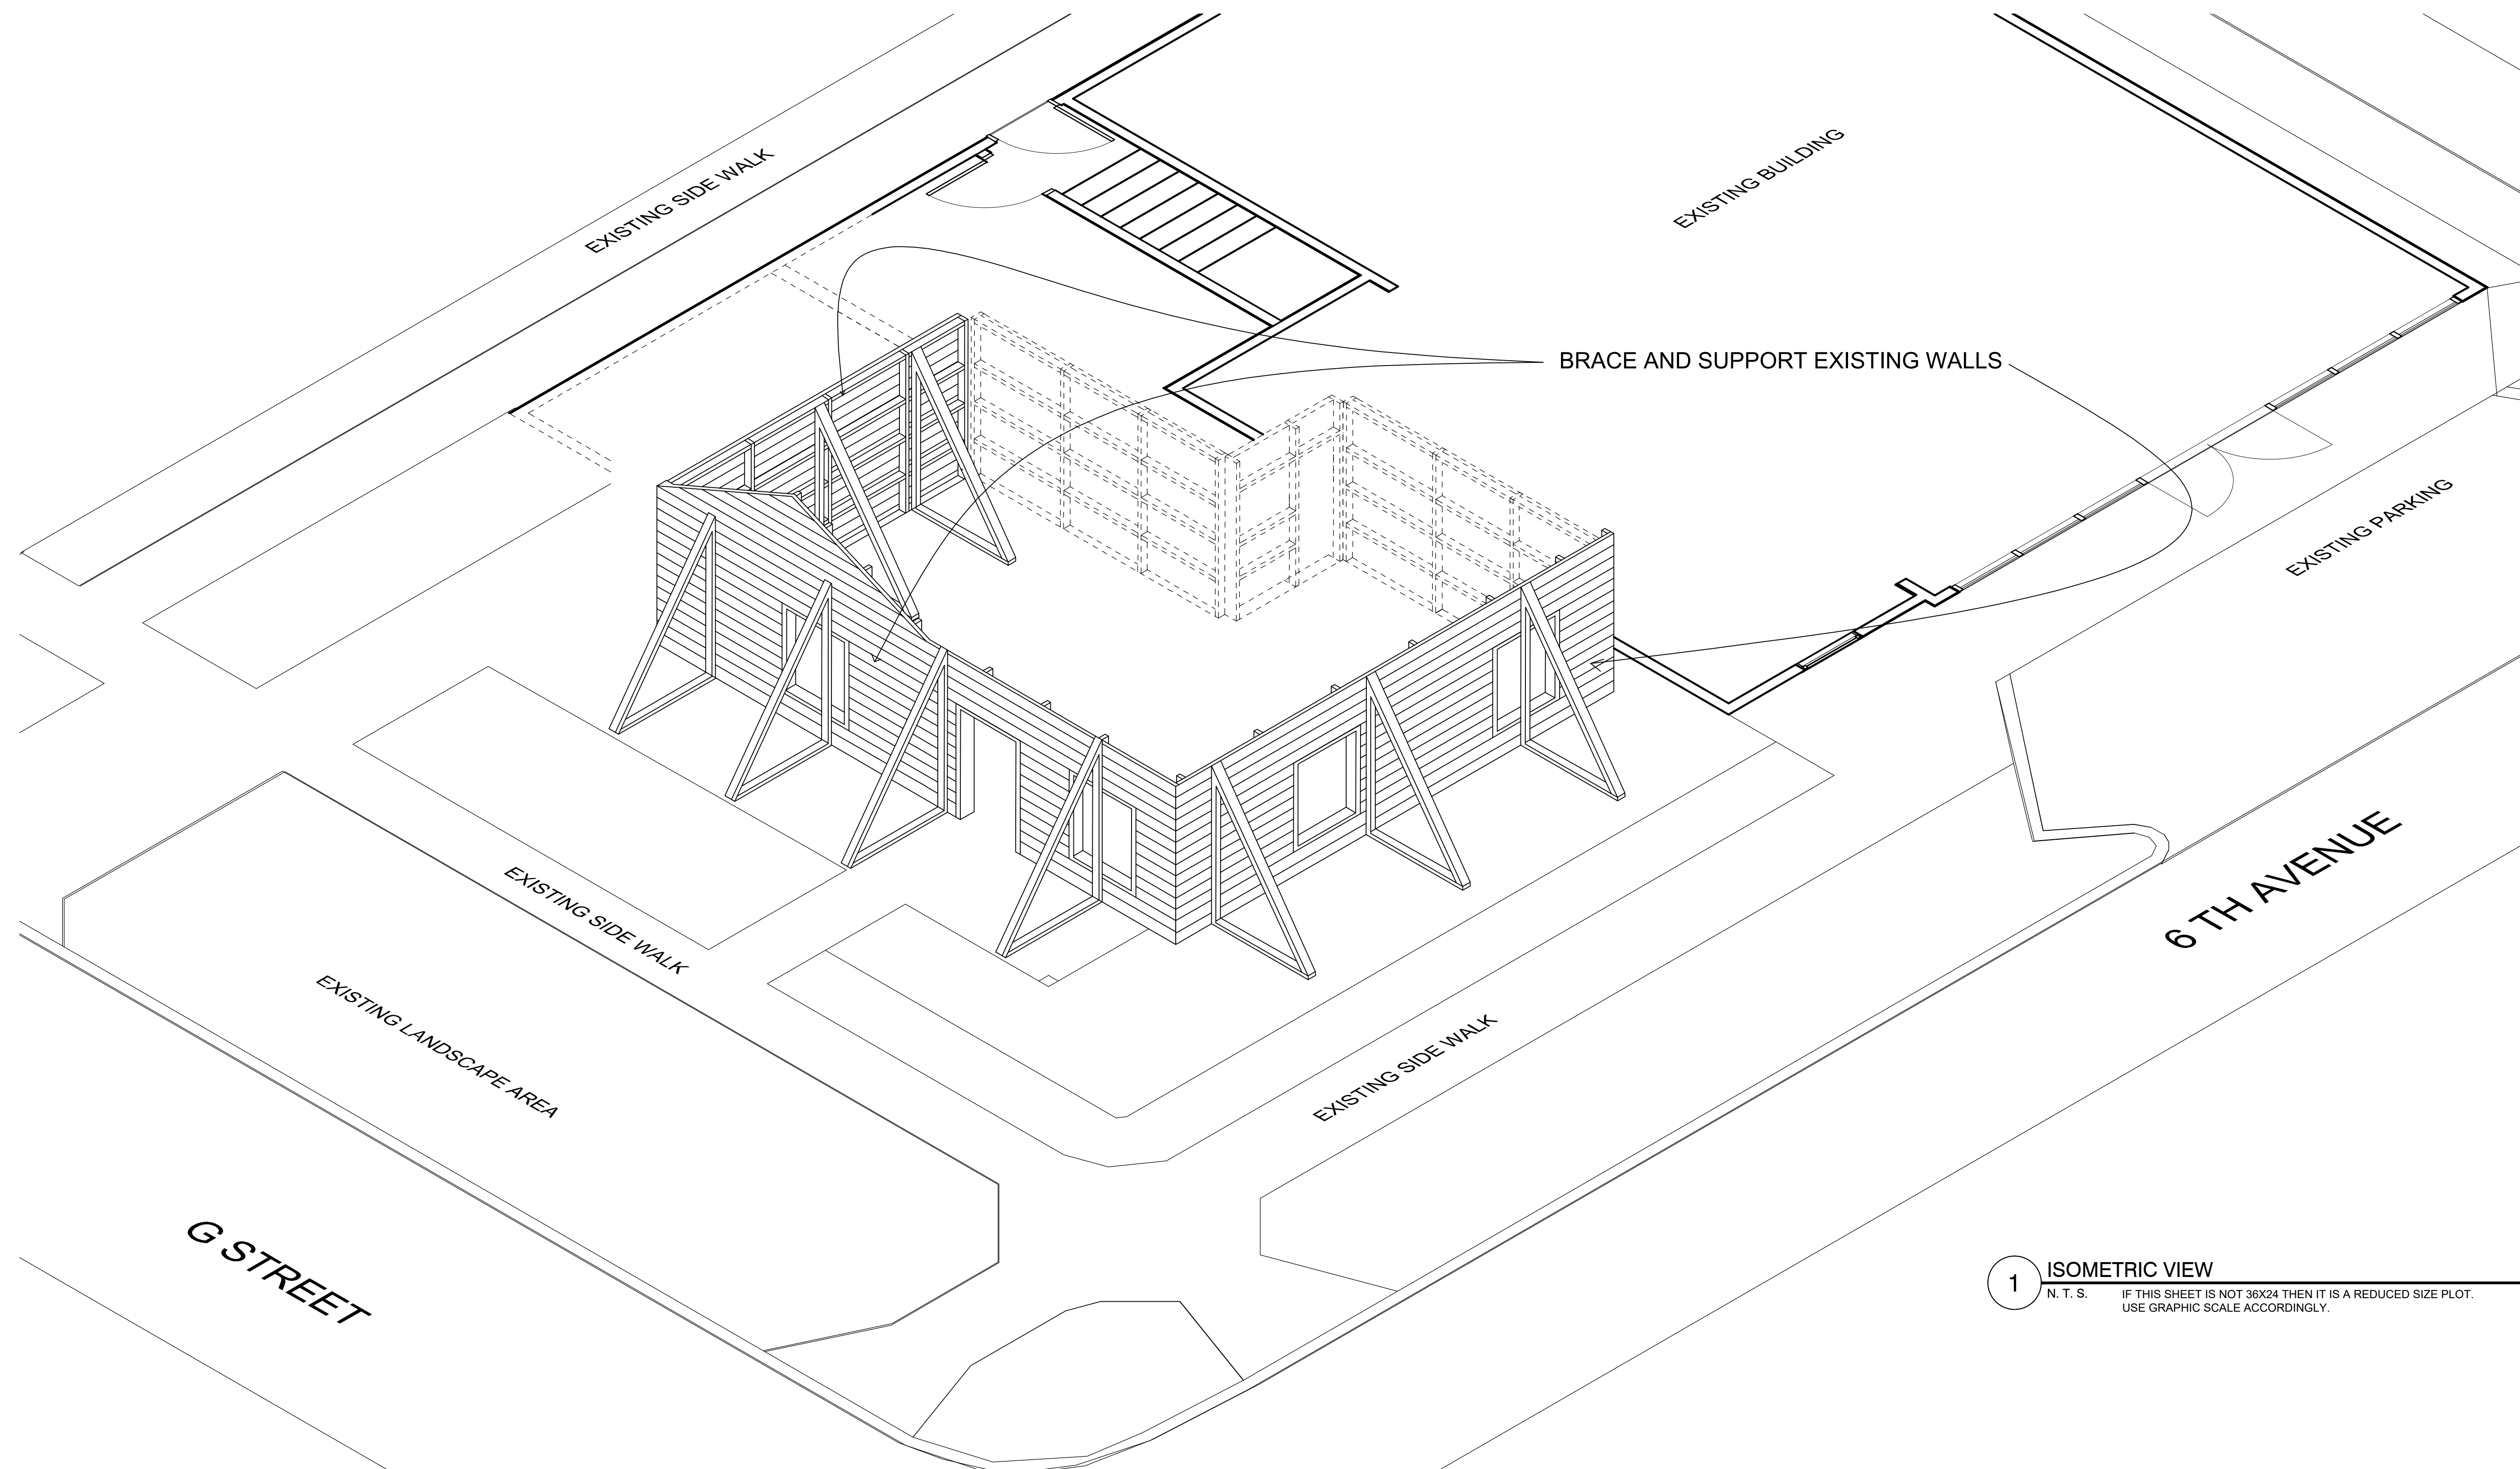 EXISTING SIDE WALK
EXISTING BUILDING
BRACE AND SUPPORT EXISTING WALLS
EXISTING PARKING
6 TH AVENUE
EXISTING SIDE WALK
EXISTING LANDSCAPE AREA
EXISTING SIDE WALK
G STREET
1
ISOMETRIC VIEW
N. T. S.
IF THIS SHEET IS NOT 36X24 THEN IT IS A REDUCED SIZE PLOT.
USE GRAPHIC SCALE ACCORDINGLY.